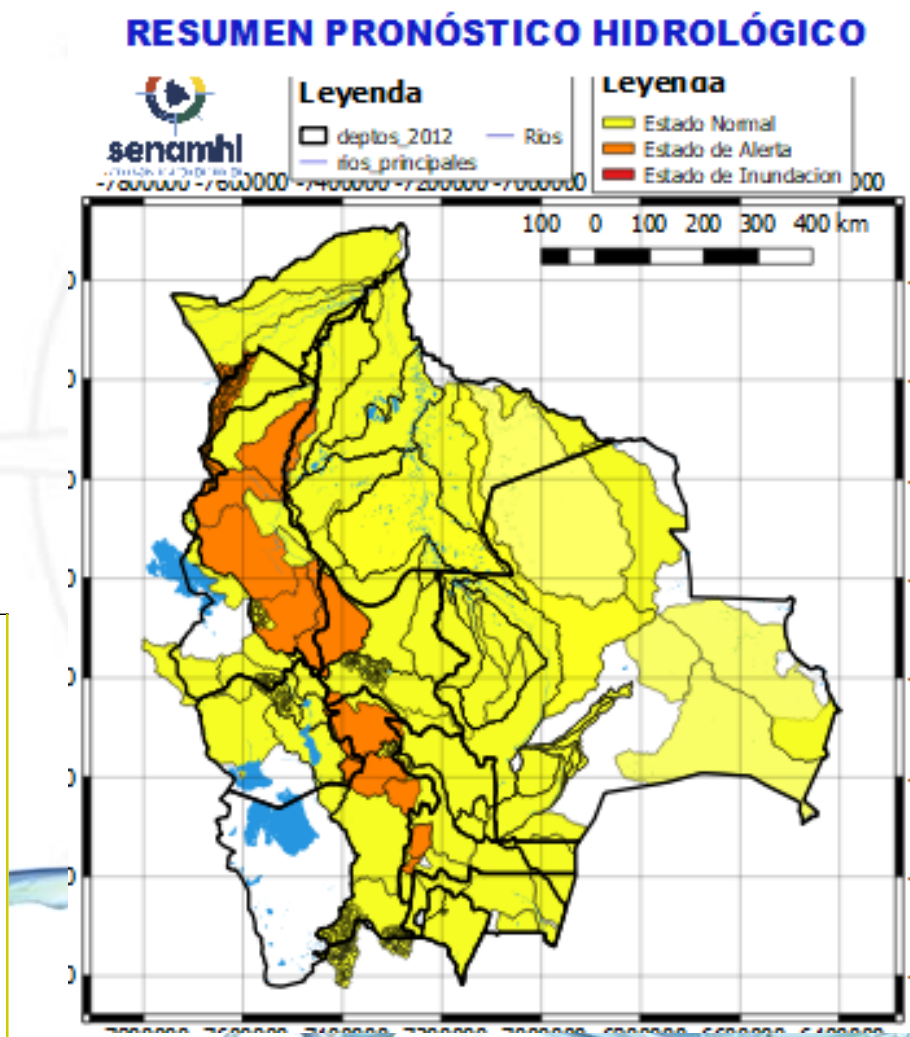 RESUMEN PRONÓSTICO HIDROLÓGICO
senamhi
Leyenda
deptos_2012
Rios
rios_principales
Leyenda
Estado Normal
Estado de Alerta
Estado de Inundacion
-7800000 -7600000 -7400000 -7200000 -7000000
100 0 100 200 300 400 km